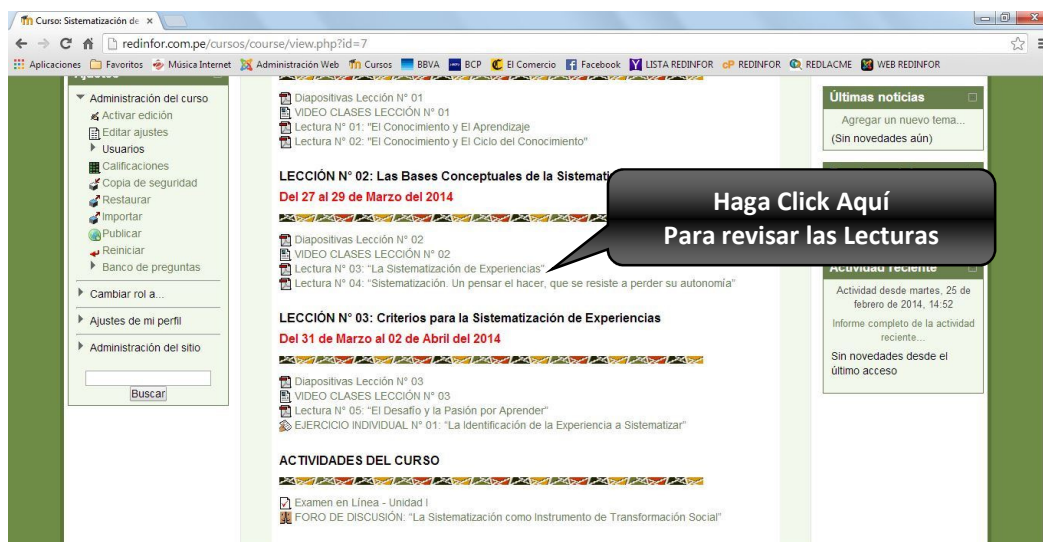 Curso: Sistematización de
redinfor.com.pe/cursos/course/view.php?id=7
Aplicaciones Favoritos Música Internet Administración Web Cursos BBVA BCP El Comercio Facebook LISTA REDINFOR REDINFOR REDLACME WEB REDINFOR
Administración del curso
Activar edición
Editar ajustes
Usuarios
Calificaciones
Copia de seguridad
Restaurar
Importar
Publicar
Reiniciar
Banco de preguntas
Cambiar rol a...
Ajustes de mi perfil
Administración del sitio
Buscar
Diapositivas Lección N° 01
VIDEO CLASES LECCIÓN N° 01
Lectura N° 01: "El Conocimiento y El Aprendizaje
Lectura N° 02: "El Conocimiento y El Ciclo del Conocimiento"
LECCIÓN N° 02: Las Bases Conceptuales de la Sistemati
Del 27 al 29 de Marzo del 2014
Diapositivas Lección N° 02
VIDEO CLASES LECCIÓN N° 02
Lectura N° 03: "La Sistematización de Experiencias"
Lectura N° 04: "Sistematización. Un pensar el hacer, que se resiste a perder su autonomía"
LECCIÓN N° 03: Criterios para la Sistematización de Experiencias
Del 31 de Marzo al 02 de Abril del 2014
Diapositivas Lección N° 03
VIDEO CLASES LECCIÓN N° 03
Lectura N° 05: "El Desafío y la Pasión por Aprender"
EJERCICIO INDIVIDUAL N° 01: "La Identificación de la Experiencia a Sistematizar"
ACTIVIDADES DEL CURSO
Examen en Línea - Unidad I
FORO DE DISCUSIÓN: "La Sistematización como Instrumento de Transformación Social"
Haga Click Aquí
Para revisar las Lecturas
Últimas noticias
Agregar un nuevo tema...
(Sin novedades aún)
Actividad reciente
Actividad desde martes, 25 de
febrero de 2014, 14:52
Informe completo de la actividad
reciente...
Sin novedades desde el
último acceso